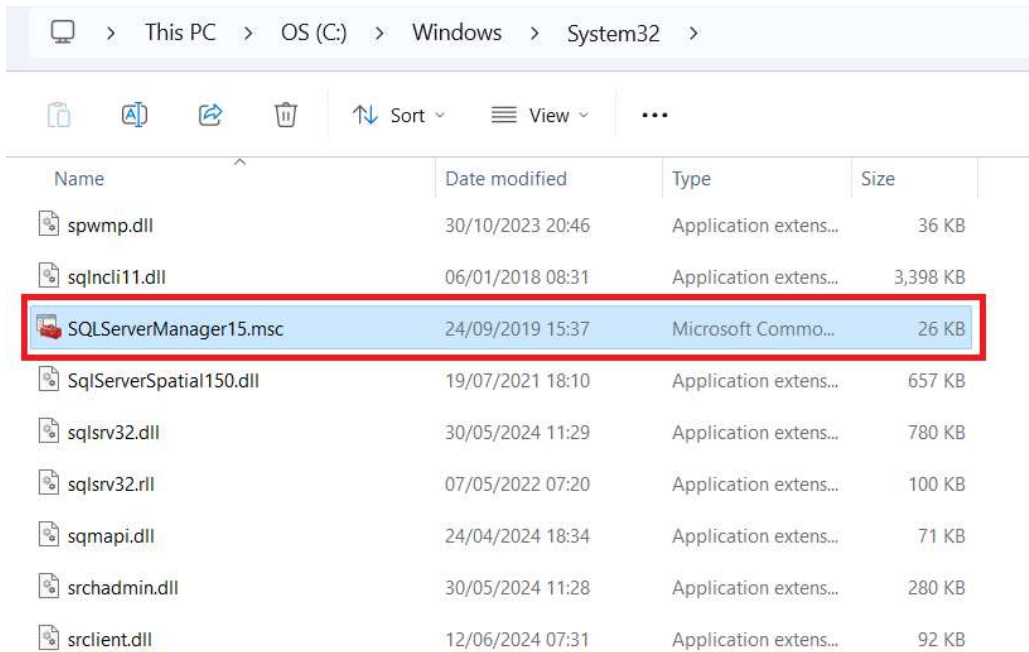 This PC > OS (C:) > Windows > System32 >
Sort View ...
Name Date modified Type Size
spwmp.dll 30/10/2023 20:46 Application extens... 36 KB
sqlncli11.dll 06/01/2018 08:31 Application extens... 3,398 KB
SQLServerManager15.msc 24/09/2019 15:37 Microsoft Commo... 26 KB
SqlServerSpatial150.dll 19/07/2021 18:10 Application extens... 657 KB
sqlsrv32.dll 30/05/2024 11:29 Application extens... 780 KB
sqlsrv32.rll 07/05/2022 07:20 Application extens... 100 KB
sqmapi.dll 24/04/2024 18:34 Application extens... 71 KB
srchadmin.dll 30/05/2024 11:28 Application extens... 280 KB
srclient.dll 12/06/2024 07:31 Application extens... 92 KB